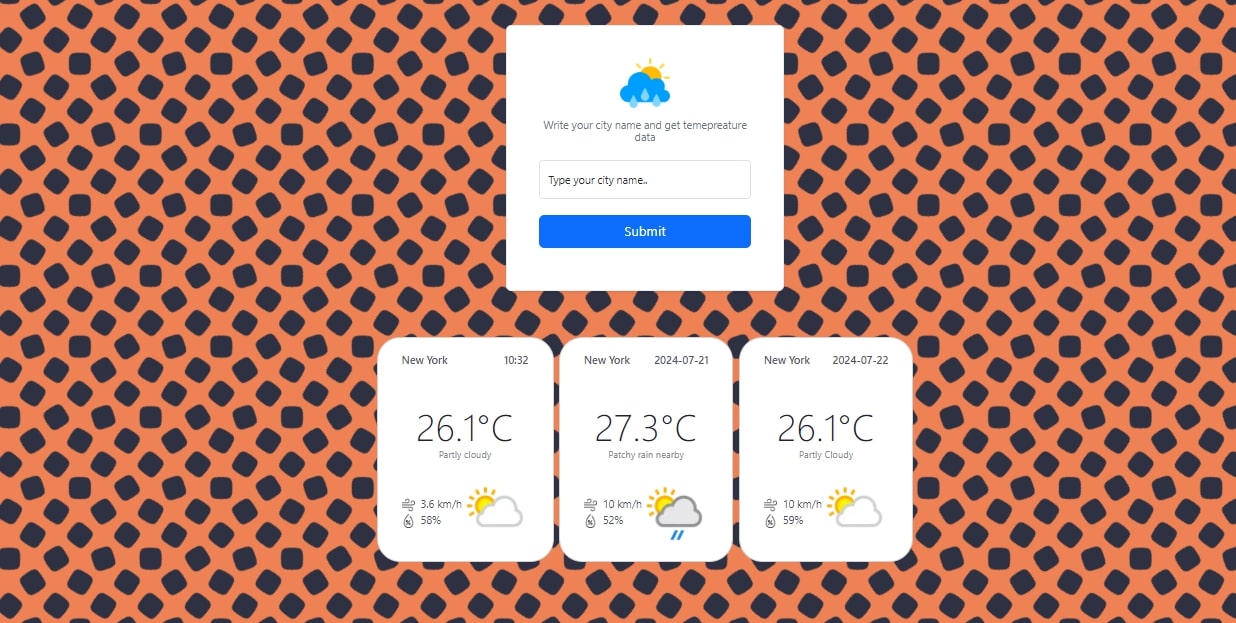 Write your city name and get temepreature
data
Type your city name..
Submit
New York 10:32
26.1°C
Partly cloudy
3.6 km/h
58%
New York 2024-07-21
27.3°C
Patchy rain nearby
10 km/h
52%
New York 2024-07-22
26.1°C
Partly Cloudy
10 km/h
59%